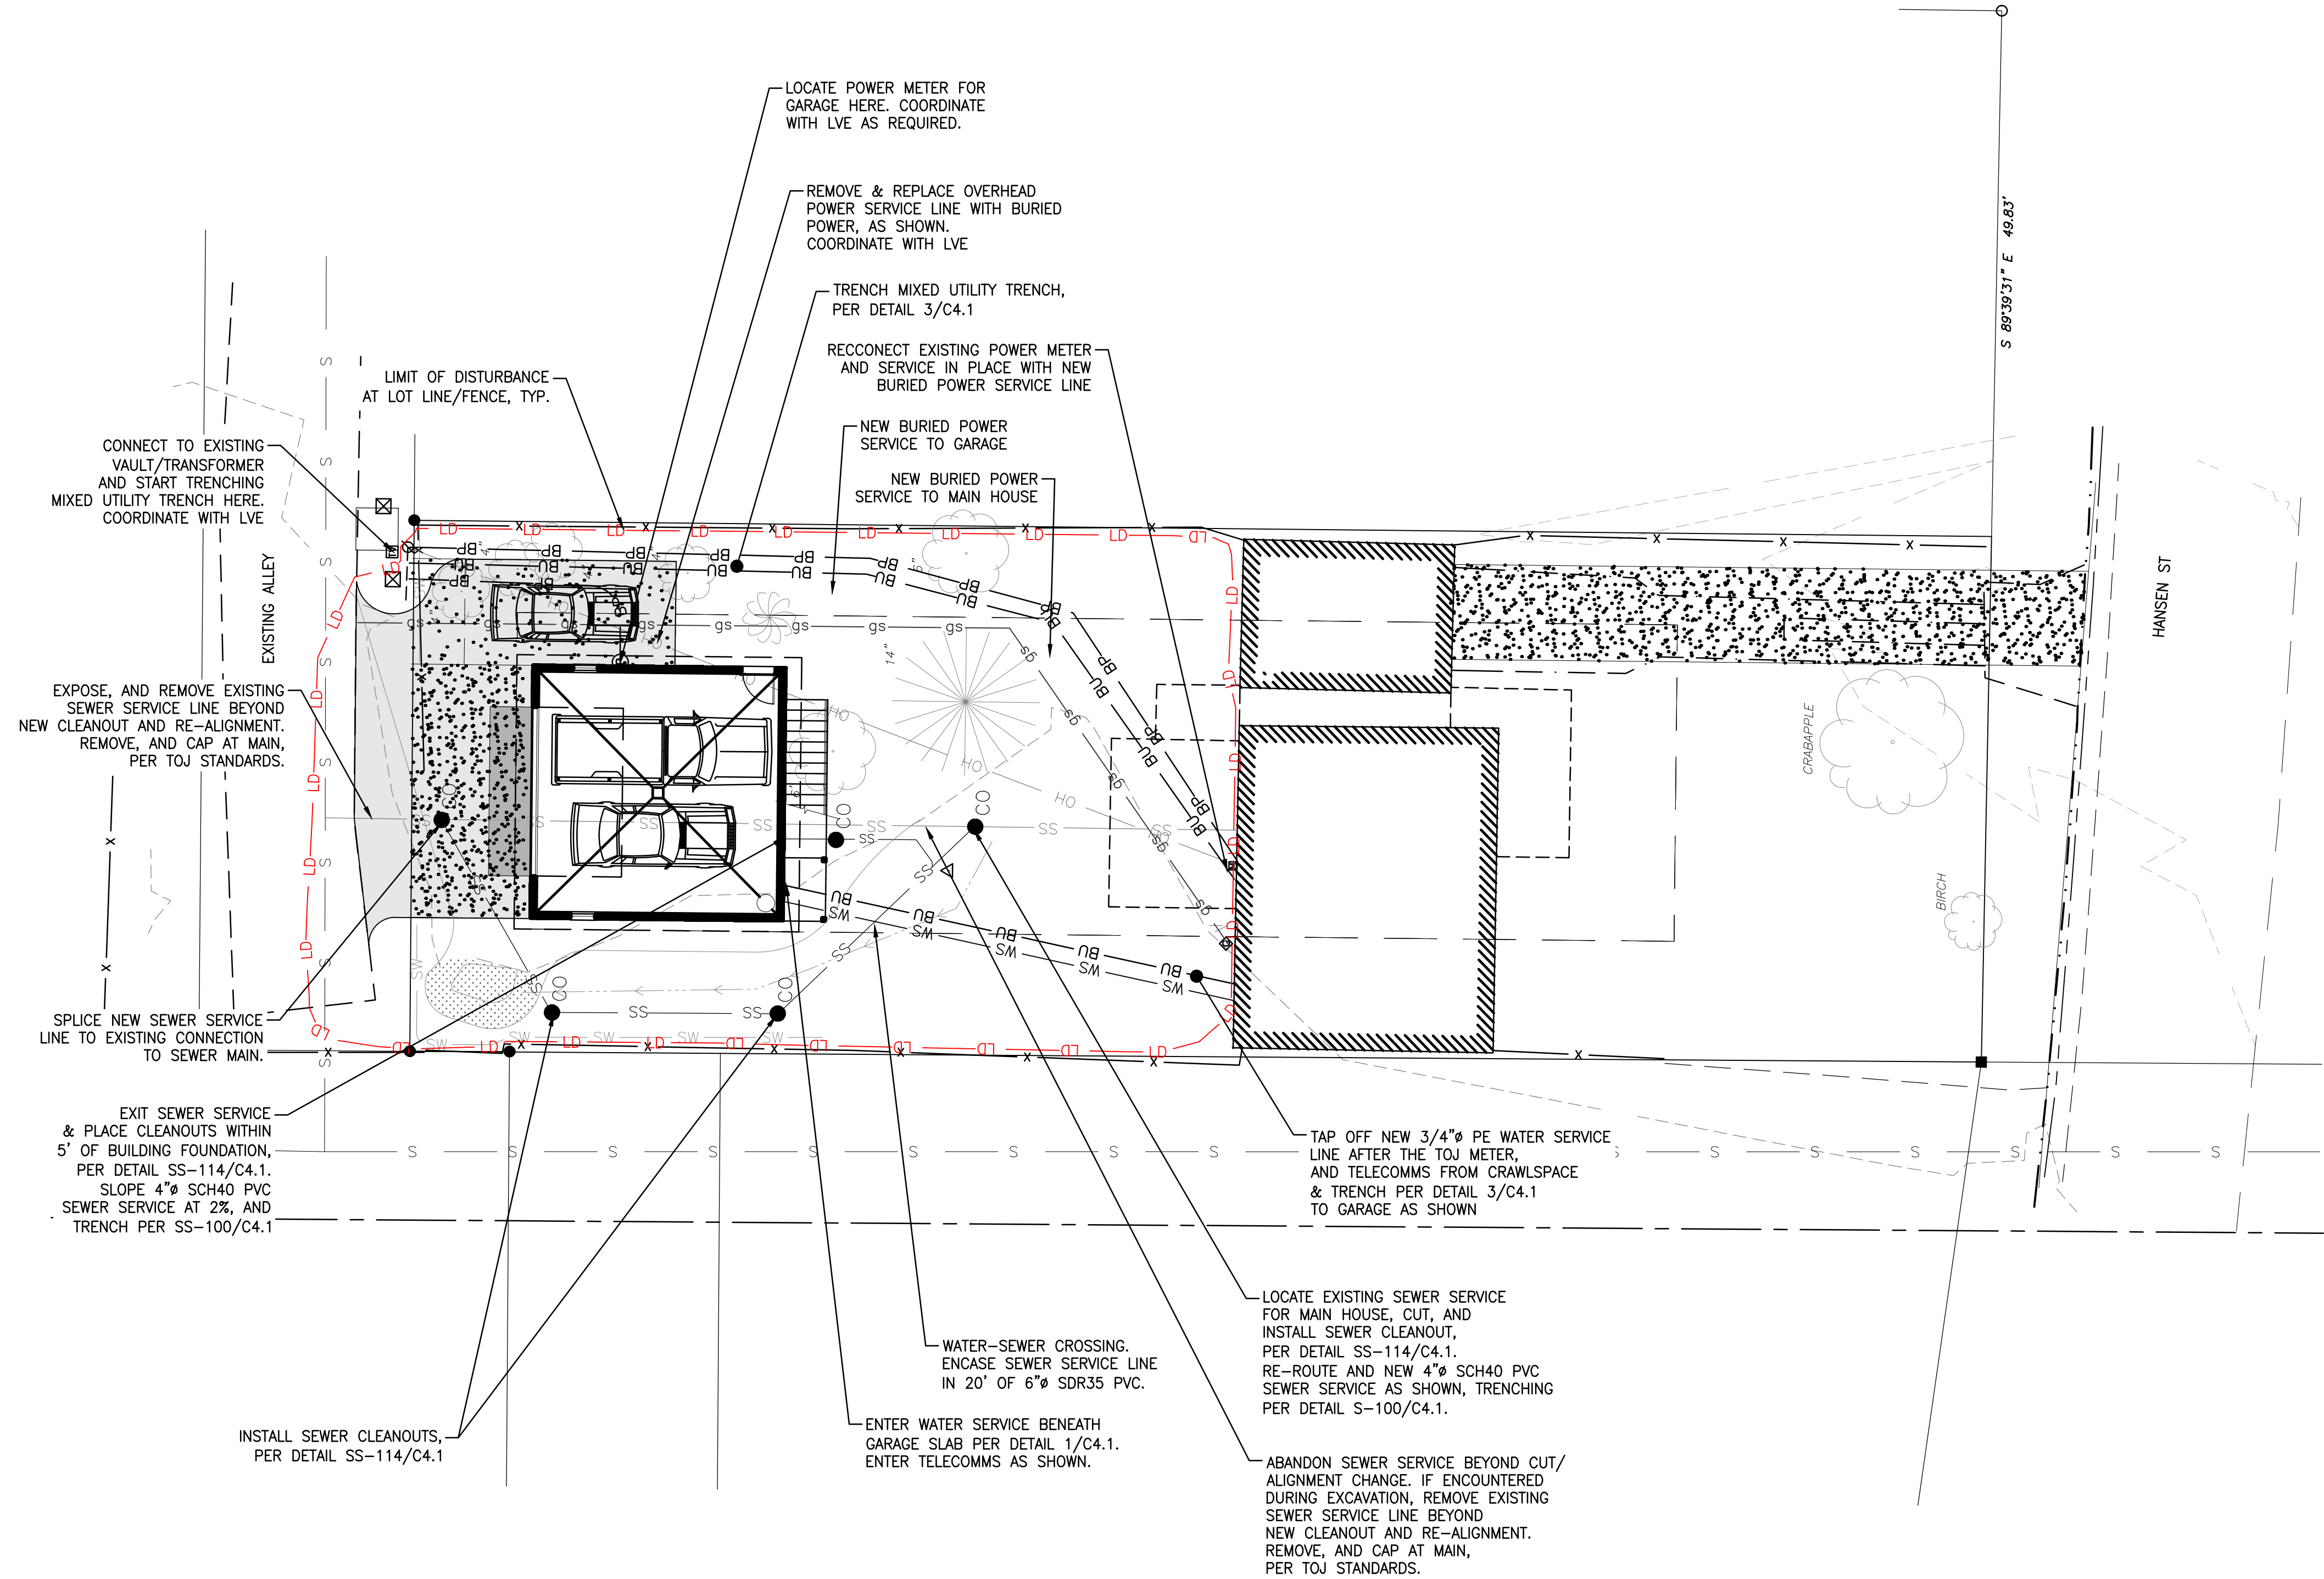 LOCATE POWER METER FOR
GARAGE HERE. COORDINATE
WITH LVE AS REQUIRED.
REMOVE & REPLACE OVERHEAD
POWER SERVICE LINE WITH BURIED
POWER, AS SHOWN.
COORDINATE WITH LVE
S 89°39'31" E 49.83'
TRENCH MIXED UTILITY TRENCH,
PER DETAIL 3/C4.1
RECCONECT EXISTING POWER METER
AND SERVICE IN PLACE WITH NEW
BURIED POWER SERVICE LINE
LIMIT OF DISTURBANCE
AT LOT LINE/FENCE, TYP.
NEW BURIED POWER
SERVICE TO GARAGE
NEW BURIED POWER
SERVICE TO MAIN HOUSE
CONNECT TO EXISTING
VAULT/TRANSFORMER
AND START TRENCHING
MIXED UTILITY TRENCH HERE.
COORDINATE WITH LVE
EXISTING ALLEY
HANSEN ST
EXPOSE, AND REMOVE EXISTING
SEWER SERVICE LINE BEYOND
NEW CLEANOUT AND RE-ALIGNMENT.
REMOVE, AND CAP AT MAIN,
PER TOJ STANDARDS.
14"
CRABAPPLE
BIRCH
CO
CO
CO
CO
CO
SPLICE NEW SEWER SERVICE
LINE TO EXISTING CONNECTION
TO SEWER MAIN.
EXIT SEWER SERVICE
& PLACE CLEANOUTS WITHIN
5' OF BUILDING FOUNDATION,
PER DETAIL SS-114/C4.1.
SLOPE 4"ø SCH40 PVC
SEWER SERVICE AT 2%, AND
TRENCH PER SS-100/C4.1
TAP OFF NEW 3/4"ø PE WATER SERVICE
LINE AFTER THE TOJ METER,
AND TELECOMMS FROM CRAWLSPACE
& TRENCH PER DETAIL 3/C4.1
TO GARAGE AS SHOWN
LOCATE EXISTING SEWER SERVICE
FOR MAIN HOUSE, CUT, AND
INSTALL SEWER CLEANOUT,
PER DETAIL SS-114/C4.1.
RE-ROUTE AND NEW 4"ø SCH40 PVC
SEWER SERVICE AS SHOWN, TRENCHING
PER DETAIL S-100/C4.1.
WATER-SEWER CROSSING.
ENCASE SEWER SERVICE LINE
IN 20' OF 6"ø SDR35 PVC.
ENTER WATER SERVICE BENEATH
GARAGE SLAB PER DETAIL 1/C4.1.
ENTER TELECOMMS AS SHOWN.
INSTALL SEWER CLEANOUTS,
PER DETAIL SS-114/C4.1
ABANDON SEWER SERVICE BEYOND CUT/
ALIGNMENT CHANGE. IF ENCOUNTERED
DURING EXCAVATION, REMOVE EXISTING
SEWER SERVICE LINE BEYOND
NEW CLEANOUT AND RE-ALIGNMENT.
REMOVE, AND CAP AT MAIN,
PER TOJ STANDARDS.